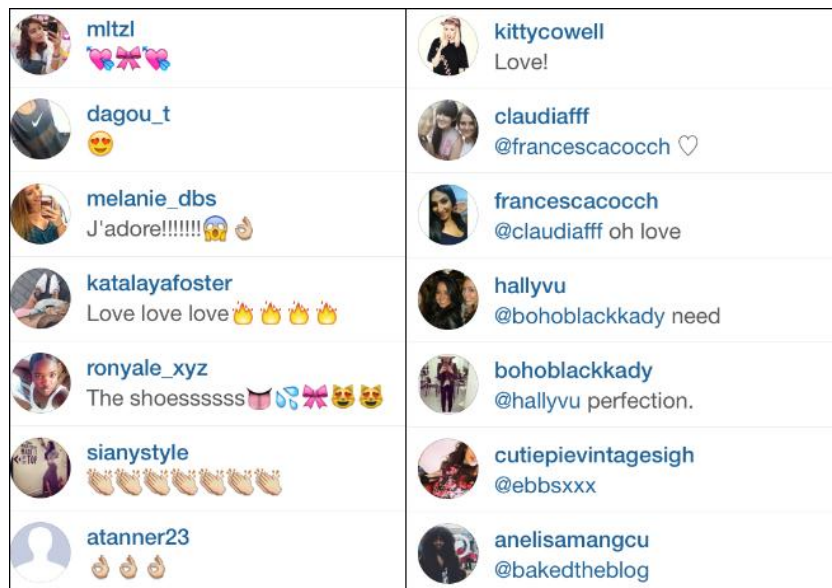 mltzl
💘🎀💘
dagou_t
😍
melanie_dbs
J'adore!!!!!!!😱👌🏼
katalayafoster
Love love love🔥🔥🔥🔥
ronyale_xyz
The shoesssssss👅💦🎀😻😻
sianystyle
👏🏼👏🏼👏🏼👏🏼👏🏼👏🏼👏🏼
atanner23
👌🏼👌🏼👌🏼
kittycowell
Love!
claudiafff
@francescacocch ♡
francescacocch
@claudiafff oh love
hallyvu
@bohoblackkady need
bohoblackkady
@hallyvu perfection.
cutiepievintagesigh
@ebbsxxx
anelisamangcu
@bakedtheblog